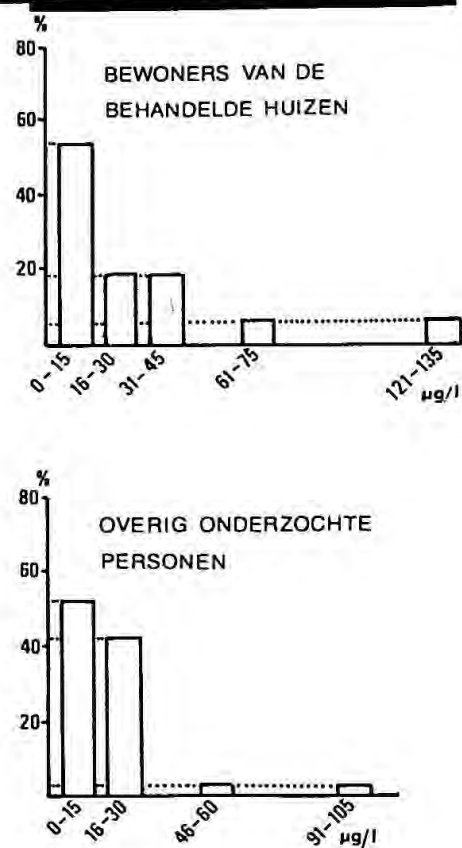 %
80
BEWONERS VAN DE
BEHANDELDE HUIZEN
60
40
20
0-15 16-30 31-45 61-75 121-135
µg/l
%
80
OVERIG ONDERZOCHTE
PERSONEN
60
40
20
0-15 16-30 46-60 91-105
µg/l